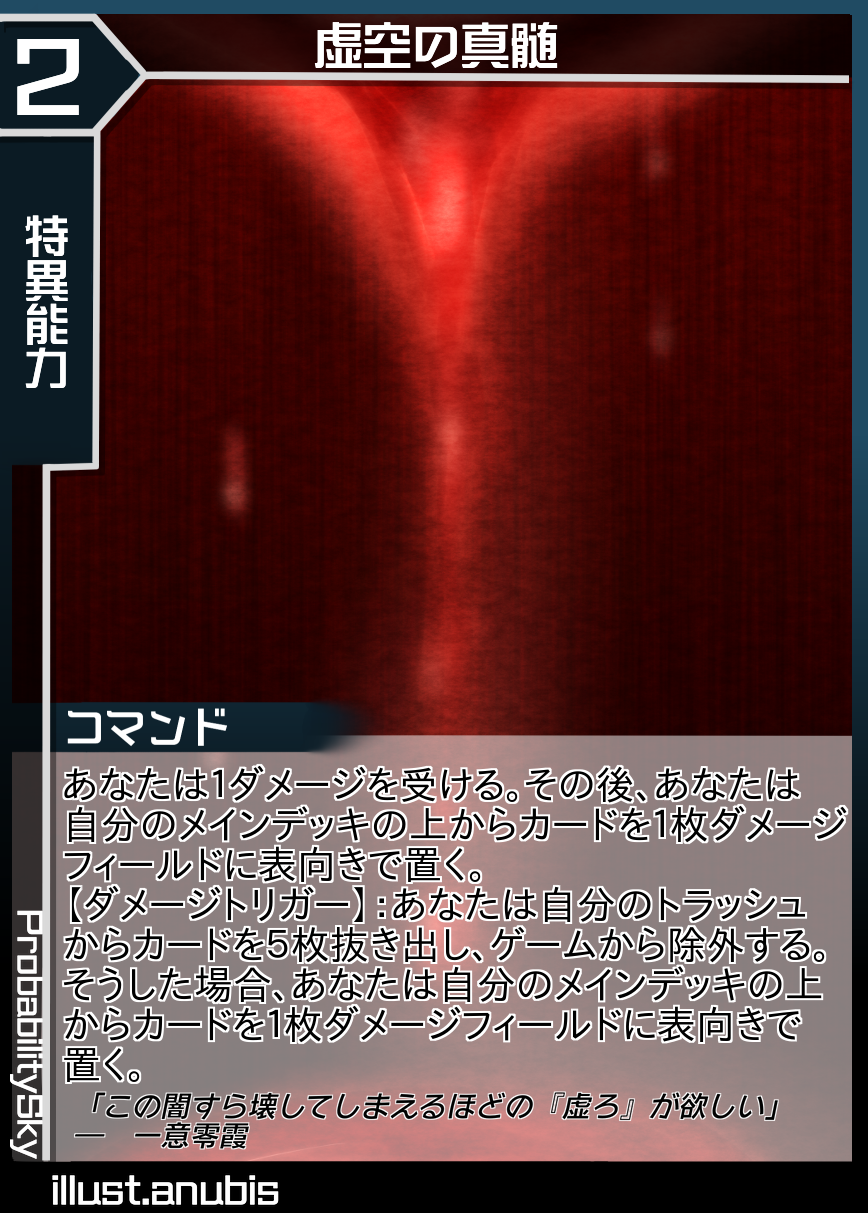 2
虚空の真髄
特異能力
コマンド
あなたは1ダメージを受ける。その後、あなたは
自分のメインデッキの上からカードを1枚ダメージ
フィールドに表向きで置く。
【ダメージトリガー】:あなたは自分のトラッシュ
からカードを5枚抜き出し、ゲームから除外する。
そうした場合、あなたは自分のメインデッキの上
からカードを1枚ダメージフィールドに表向きで
置く。
「この闇すら壊してしまえるほどの『虚ろ』が欲しい」
― 一意零霞
ProbabilitySky
illust.anubis